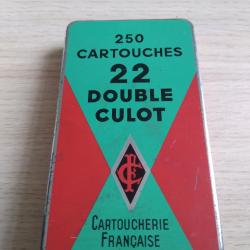 250
CARTOUCHES
22
DOUBLE
CULOT
CARTOUCHERIE
FRANÇAISE